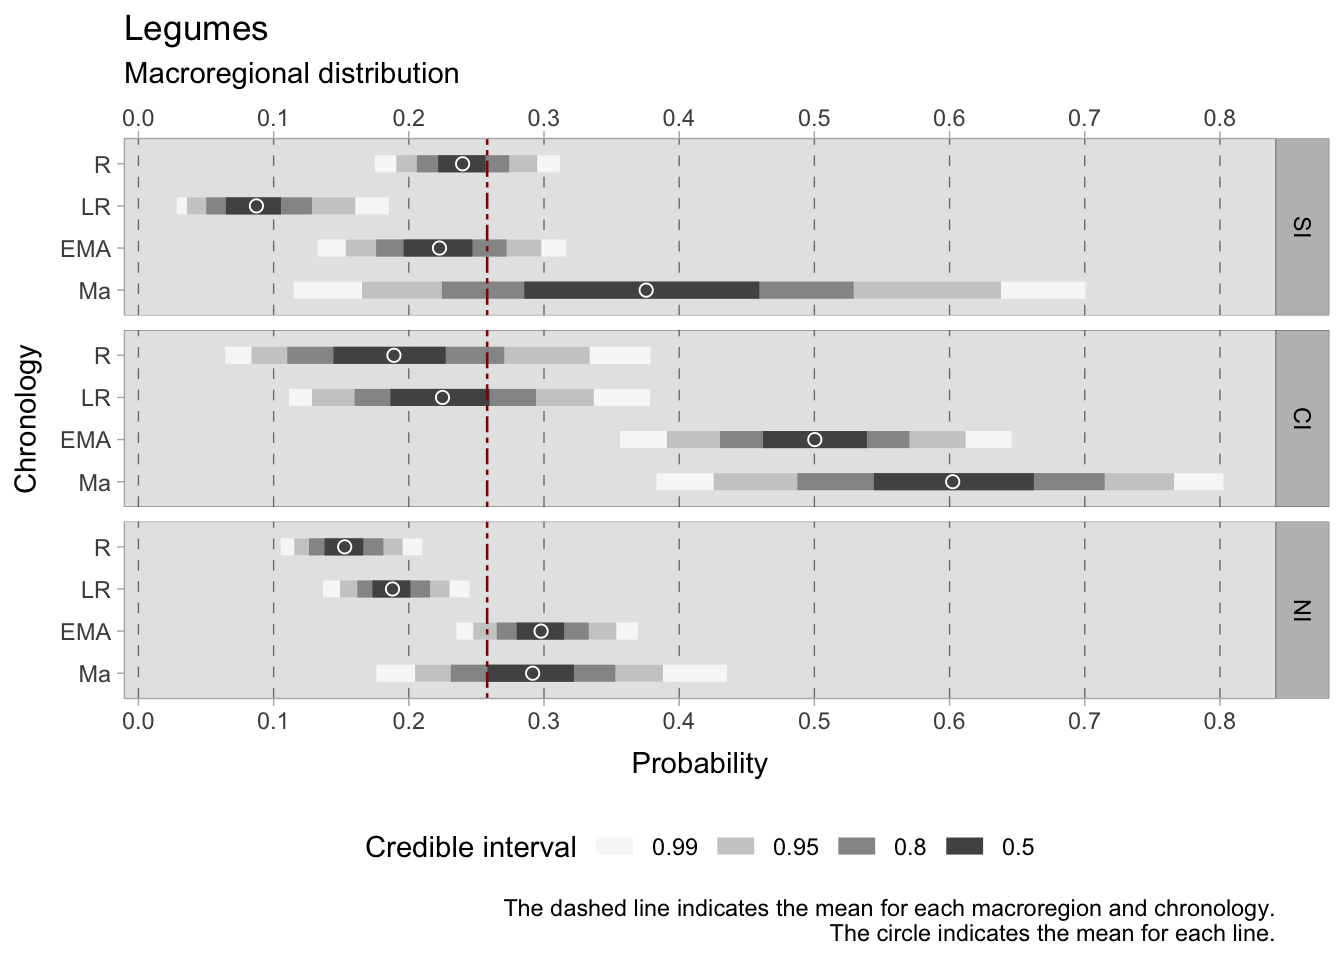 Legumes
Macroregional distribution
0.0 0.1 0.2 0.3 0.4 0.5 0.6 0.7 0.8
R
LR
EMA
Ma
SI
Chronology
R
LR
EMA
Ma
CI
R
LR
EMA
Ma
NI
0.0 0.1 0.2 0.3 0.4 0.5 0.6 0.7 0.8
Probability
Credible interval 0.99 0.95 0.8 0.5
The dashed line indicates the mean for each macroregion and chronology.
The circle indicates the mean for each line.